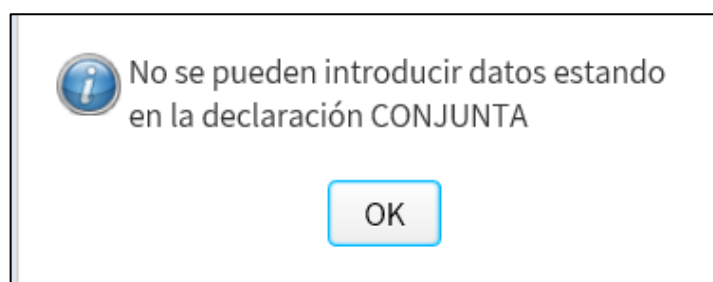 No se pueden introducir datos estando
en la declaración CONJUNTA
OK